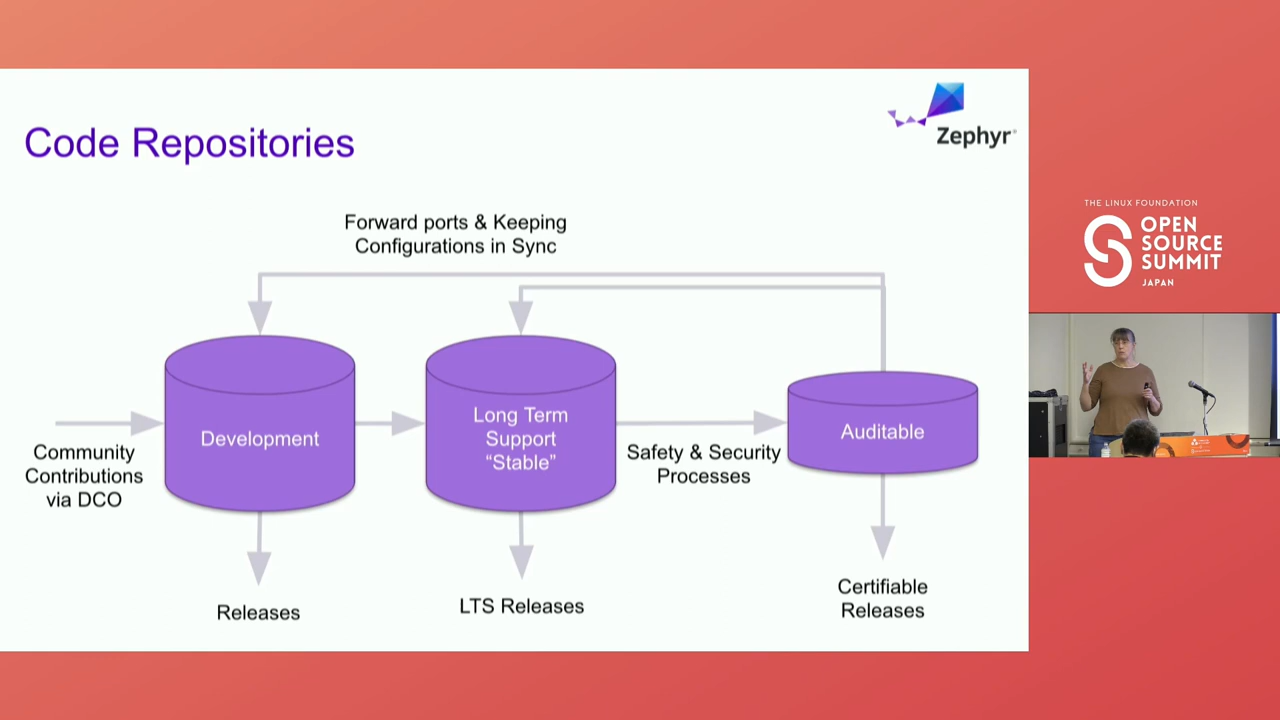 Code Repositories
Zephyr
Forward ports & Keeping
Configurations in Sync
Community
Contributions
via DCO
Development
Long Term
Support
“Stable”
Safety & Security
Processes
Auditable
Releases
LTS Releases
Certifiable
Releases
THE LINUX FOUNDATION
OPEN
SOURCE
SUMMIT
JAPAN